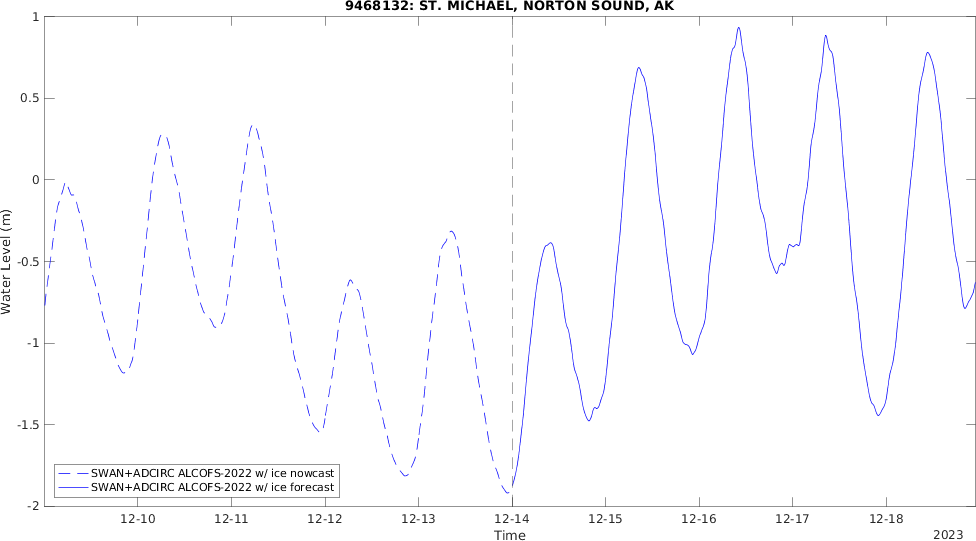 9468132: ST. MICHAEL, NORTON SOUND, AK
1
0.5
0
-0.5
-1
-1.5
-2
Water Level (m)
SWAN+ADCIRC ALCOFS-2022 w/ ice nowcast
SWAN+ADCIRC ALCOFS-2022 w/ ice forecast
12-10 12-11 12-12 12-13 12-14 12-15 12-16 12-17 12-18
Time
2023